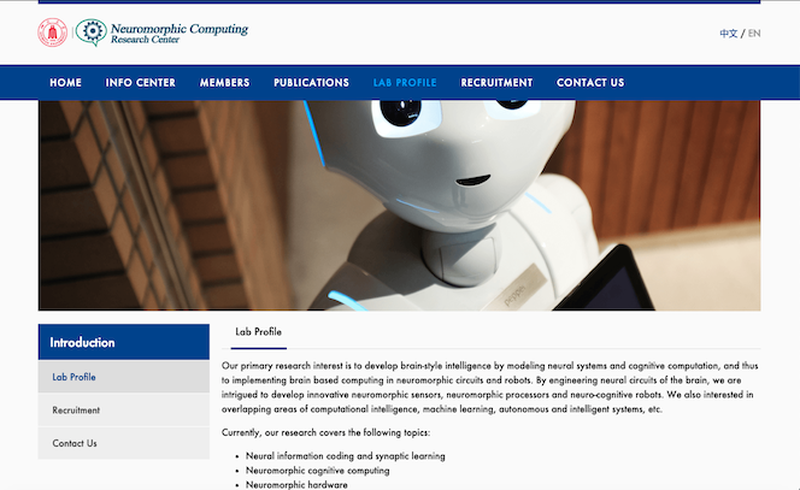 Neuromorphic Computing
Research Center
中文 / EN
HOME INFO CENTER MEMBERS PUBLICATIONS LAB PROFILE RECRUITMENT CONTACT US
Introduction
Lab Profile
Recruitment
Contact Us
Lab Profile
Our primary research interest is to develop brain-style intelligence by modeling neural systems and cognitive computation, and thus
to implementing brain based computing in neuromorphic circuits and robots. By engineering neural circuits of the brain, we are
intrigued to develop innovative neuromorphic sensors, neuromorphic processors and neuro-cognitive robots. We also interested in
overlapping areas of computational intelligence, machine learning, autonomous and intelligent systems, etc.
Currently, our research covers the following topics:
• Neural information coding and synaptic learning
• Neuromorphic cognitive computing
• Neuromorphic hardware